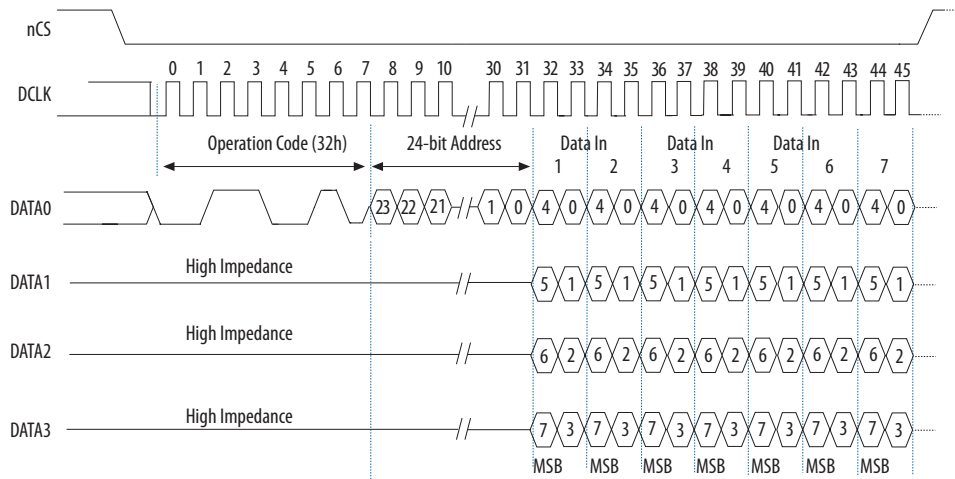 nCS
0 1 2 3 4 5 6 7 8 9 10 30 31 32 33 34 35 36 37 38 39 40 41 42 43 44 45
DCLK
Operation Code (32h) 24-bit Address Data In Data In Data In
1 2 3 4 5 6 7
DATA0 23 22 21 1 0 4 0 4 0 4 0 4 0 4 0 4 0 4 0
High Impedance
DATA1 5 1 5 1 5 1 5 1 5 1 5 1 5 1
High Impedance
DATA2 6 2 6 2 6 2 6 2 6 2 6 2 6 2
High Impedance
DATA3 7 3 7 3 7 3 7 3 7 3 7 3 7 3
MSB MSB MSB MSB MSB MSB MSB